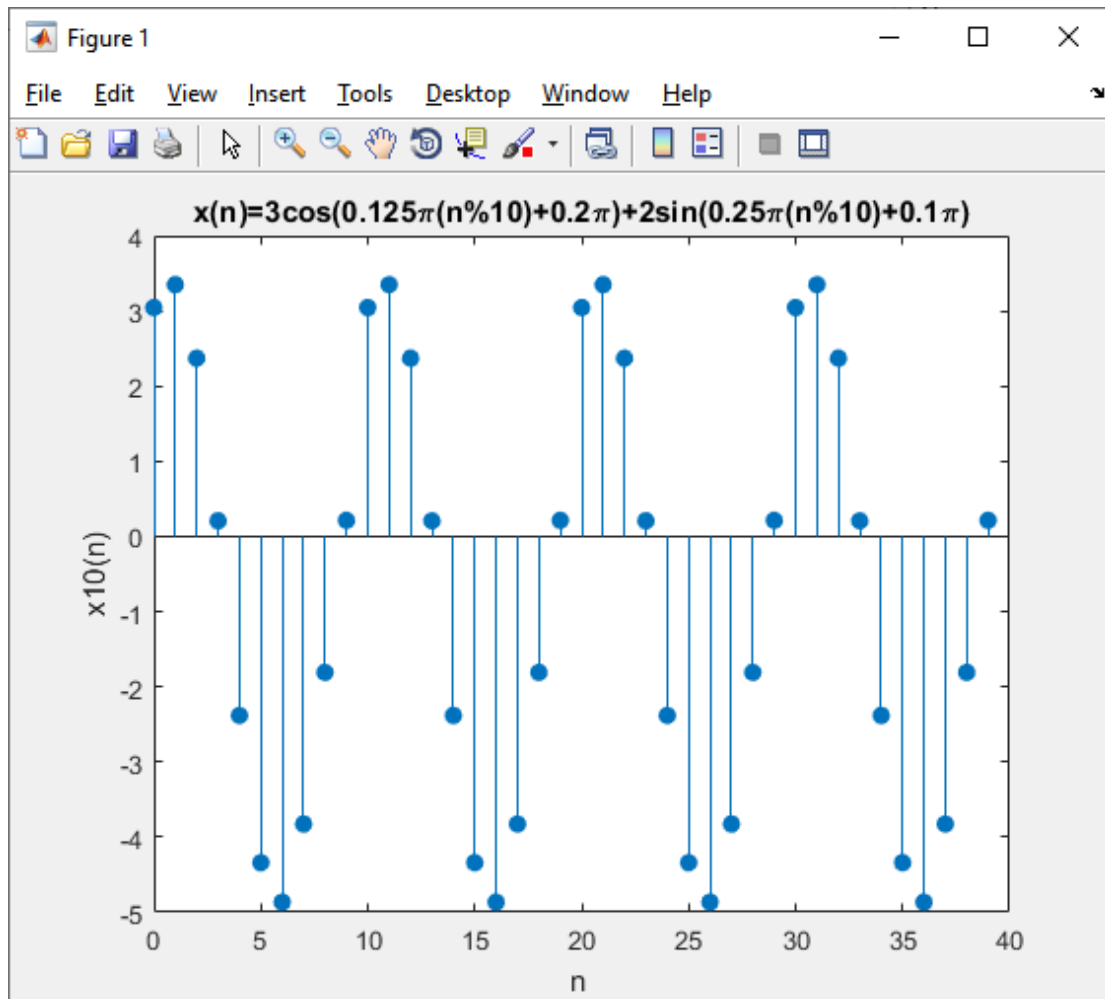 Figure 1
File Edit View Insert Tools Desktop Window Help
x(n)=3cos(0.125π(n%10)+0.2π)+2sin(0.25π(n%10)+0.1π)
4
3
2
1
0
-1
-2
-3
-4
-5
x10(n)
0 5 10 15 20 25 30 35 40
n